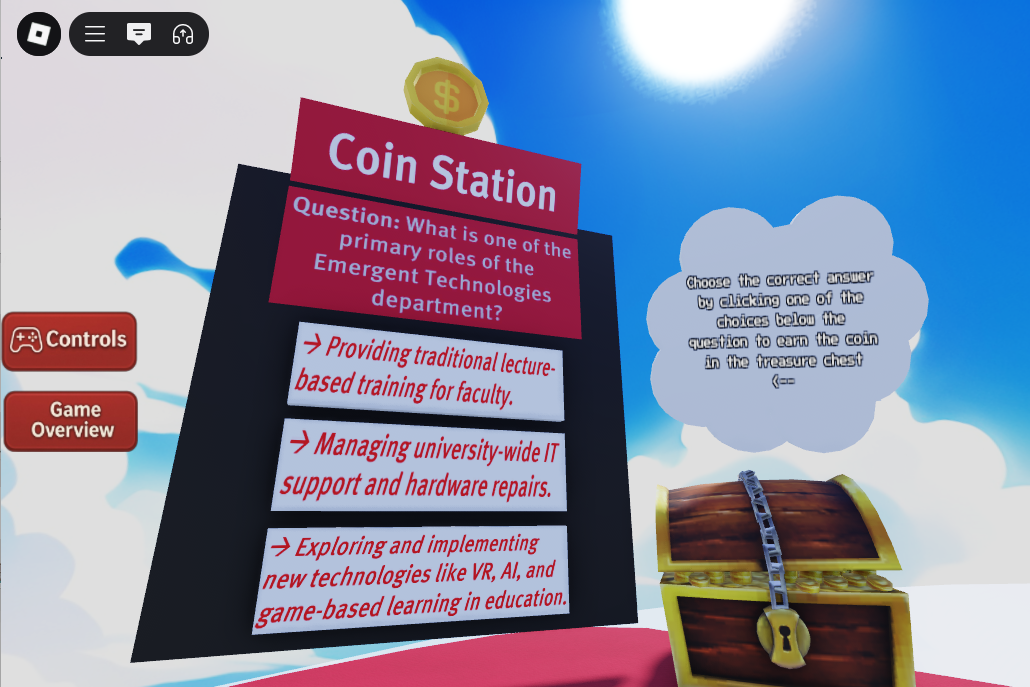 $
Coin Station
Question: What is one of the
primary roles of the
Emergent Technologies
department?
→ Providing traditional lecture-
based training for faculty.
→ Managing university-wide IT
support and hardware repairs.
→ Exploring and implementing
new technologies like VR, AI, and
game-based learning in education.
Choose the correct answer
by clicking one of the
choices below the
question to earn the coin
in the treasure chest
<--
Controls
Game
Overview